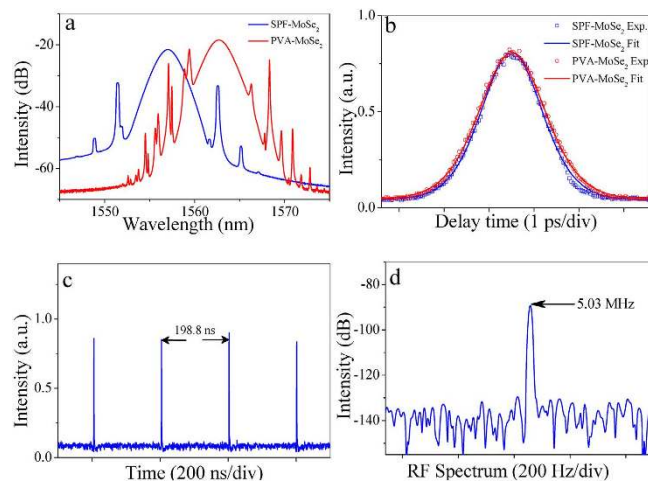 a
SPF-MoSe₂
PVA-MoSe₂
-20
-40
-60
Intensity (dB)
1550
1560
1570
Wavelength (nm)
b
SPF-MoSe₂ Exp.
SPF-MoSe₂ Fit
PVA-MoSe₂ Exp
PVA-MoSe₂ Fit
1.0
0.5
0.0
Intensity (a.u.)
Delay time (1 ps/div)
c
198.8 ns
1.0
0.5
0.0
Intensity (a.u.)
Time (200 ns/div)
d
5.03 MHz
-80
-100
-120
-140
Intensity (dB)
RF Spectrum (200 Hz/div)